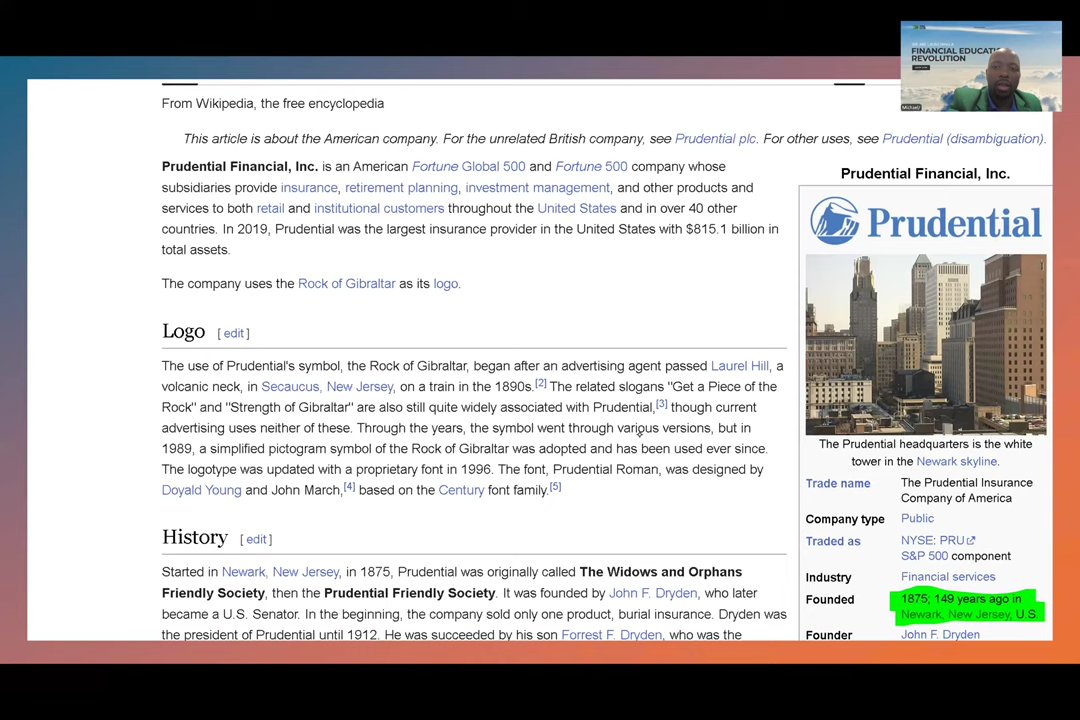 WE ARE LAUNCHING A
FINANCIAL EDUCATI
REVOLUTION
Michael
From Wikipedia, the free encyclopedia
This article is about the American company. For the unrelated British company, see Prudential plc. For other uses, see Prudential (disambiguation).
Prudential Financial, Inc. is an American Fortune Global 500 and Fortune 500 company whose
subsidiaries provide insurance, retirement planning, investment management, and other products and
services to both retail and institutional customers throughout the United States and in over 40 other
countries. In 2019, Prudential was the largest insurance provider in the United States with $815.1 billion in
total assets.
The company uses the Rock of Gibraltar as its logo.
Logo [ edit ]
The use of Prudential's symbol, the Rock of Gibraltar, began after an advertising agent passed Laurel Hill, a
volcanic neck, in Secaucus, New Jersey, on a train in the 1890s.[2] The related slogans "Get a Piece of the
Rock" and "Strength of Gibraltar" are also still quite widely associated with Prudential,[3] though current
advertising uses neither of these. Through the years, the symbol went through various versions, but in
1989, a simplified pictogram symbol of the Rock of Gibraltar was adopted and has been used ever since.
The logotype was updated with a proprietary font in 1996. The font, Prudential Roman, was designed by
Doyald Young and John March,[4] based on the Century font family.[5]
History [ edit ]
Started in Newark, New Jersey, in 1875, Prudential was originally called The Widows and Orphans
Friendly Society, then the Prudential Friendly Society. It was founded by John F. Dryden, who later
became a U.S. Senator. In the beginning, the company sold only one product, burial insurance. Dryden was
the president of Prudential until 1912. He was succeeded by his son Forrest F. Dryden, who was the
Prudential Financial, Inc.
Prudential
The Prudential headquarters is the white
tower in the Newark skyline.
Trade name The Prudential Insurance
Company of America
Company type Public
Traded as NYSE: PRU
S&P 500 component
Industry Financial services
Founded 1875; 149 years ago in
Newark, New Jersey, U.S.
Founder John F. Dryden